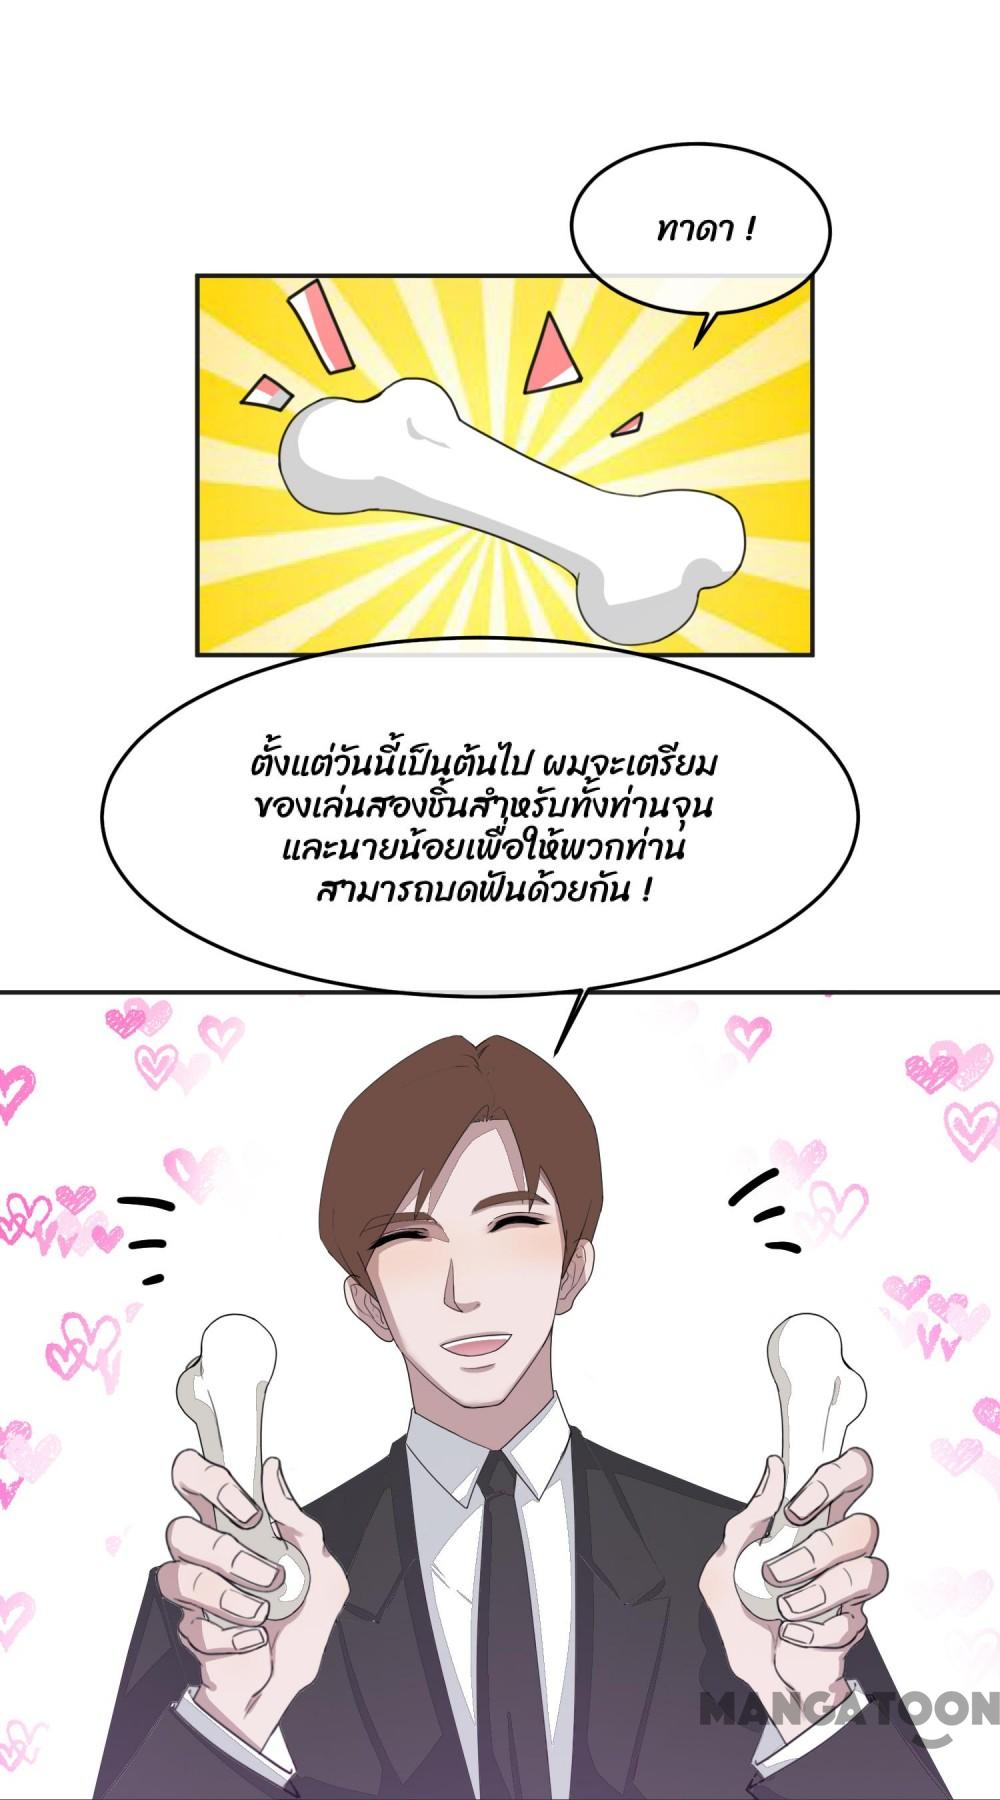 ทาดา !
ตั้งแต่วันนี้เป็นต้นไป ผมจะเตรียม
ของเล่นสองชิ้นสำหรับทั้งท่านจุน
และนายน้อยเพื่อให้พวกท่าน
สามารถบดฟันด้วยกัน !
MANGATOON